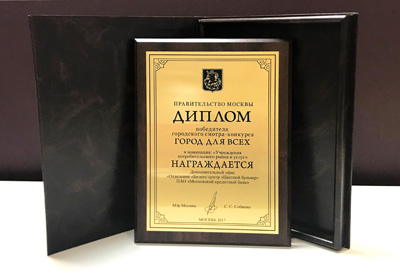 ПРАВИТЕЛЬСТВО МОСКВЫ
ДИПЛОМ
победителя
городского смотра-конкурса
ГОРОД ДЛЯ ВСЕХ
в номинации: «Учреждения
потребительского рынка и услуг»
НАГРАЖДАЕТСЯ
Дополнительный офис
«Отделение «Бизнес-центр «Цветной бульвар»
ПАО «Московский кредитный банк»
Мэр Москвы С. С. Собянин
МОСКВА 2017